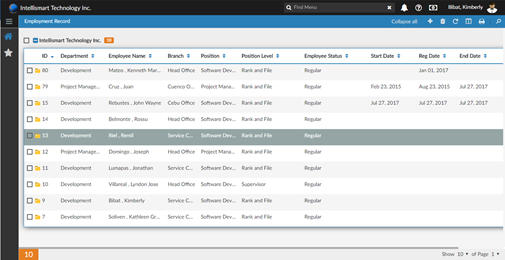 Intellismart Technology Inc. Find Menu Bibat, Kimberly
Employment Record Collapse all
Intellismart Technology Inc. 10
ID Department Employee Name Branch Position Position Level Employee Status Start Date Reg Date End Date
80 Development Mateo , Kenneth Mar... Head Office Software Dev... Rank and File Regular Jan 01, 2017
79 Project Manage... Cruz , Juan Cuenco O... Project Mana... Rank and File Regular Feb 23, 2015 Aug 23, 2015 Jul 27, 2017
15 Development Rebustes , John Wayne Cebu Office Software Dev... Rank and File Regular Jul 27, 2017 Jul 27, 2017 Jul 27, 2017
14 Development Belmonte , Rossu Head Office Software Dev... Rank and File Regular
13 Development Biel , Remil Service C... Software Dev... Rank and File Regular
12 Project Manage... Domingo , Joseph Head Office Project Mana... Rank and File Regular
11 Development Lumapas , Jonathan Service C... Software Dev... Rank and File Regular
10 Development Villareal , Lyndon Jose Head Office Software Dev... Supervisor Regular
9 Development Bibat , Kimberly Service C... Software Dev... Rank and File Regular
7 Development Soliven , Kathleen Gr... Service C... Software Dev... Rank and File Regular
10 Show 10 of Page 1